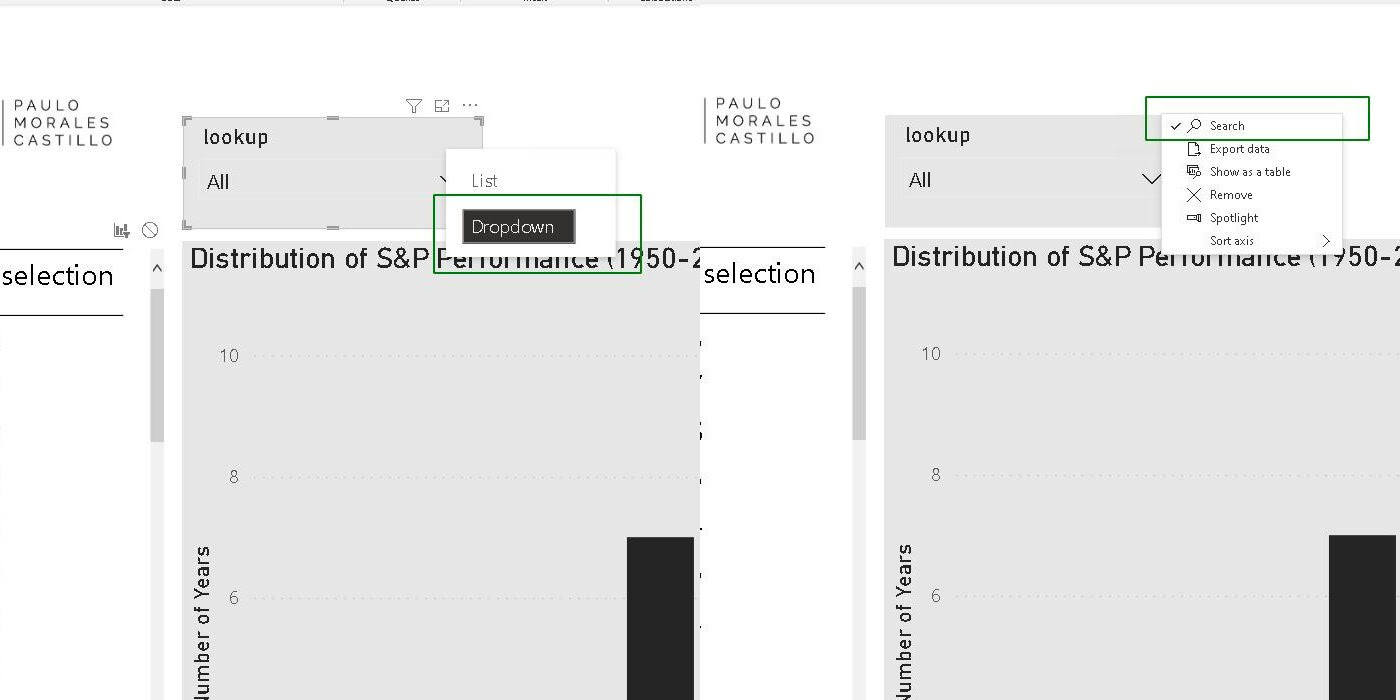 PAULO
MORALES
CASTILLO
lookup
All
List
Dropdown
selection
Distribution of S&P Performance (1950-2
10
8
6
Number of Years
PAULO
MORALES
CASTILLO
lookup
All
Search
Export data
Show as a table
Remove
Spotlight
Sort axis
selection
Distribution of S&P Performance (1950-2
10
8
6
Number of Years